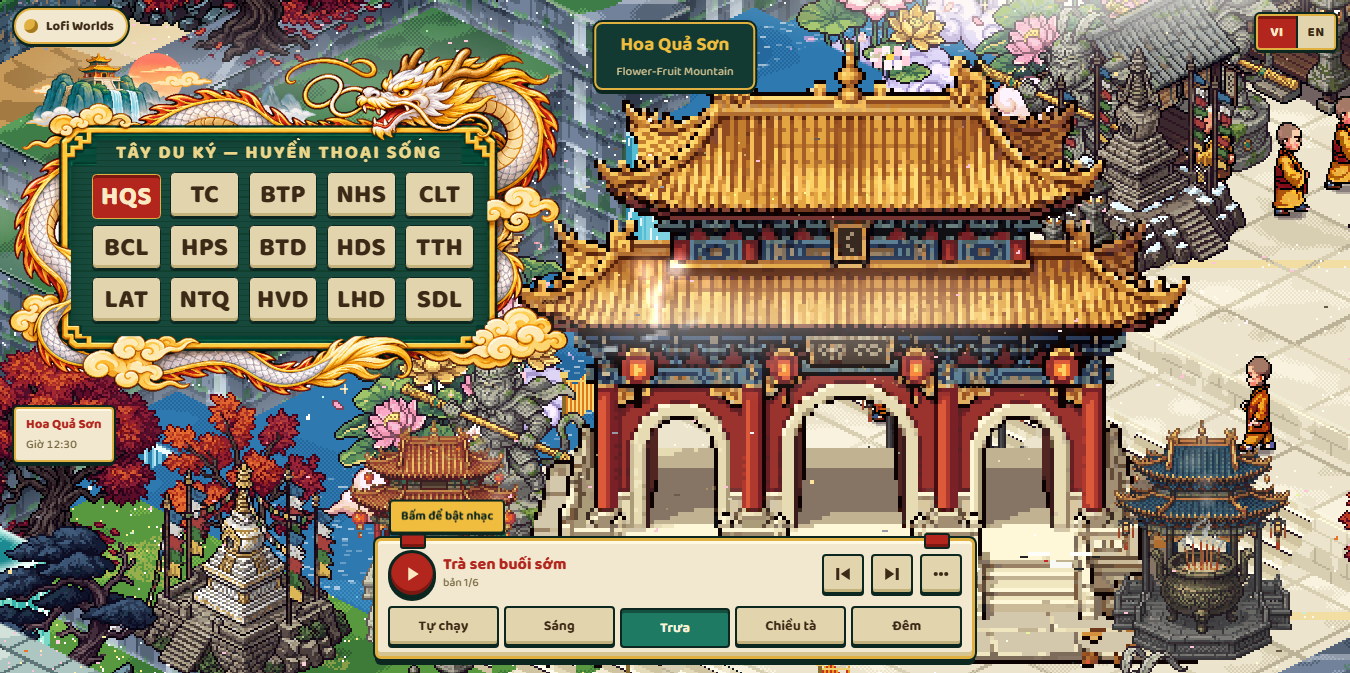 Lofi Worlds
Hoa Quả Sơn
Flower-Fruit Mountain
VI EN
TÂY DU KÝ — HUYỀN THOẠI SỐNG
HQS TC BTP NHS CLT
BCL HPS BTD HDS TTH
LAT NTQ HVD LHD SDL
Hoa Quả Sơn
Giờ 12:30
Bấm để bật nhạc
Trà sen buổi sớm
bản 1/6
Tự chạy Sáng Trưa Chiều tà Đêm